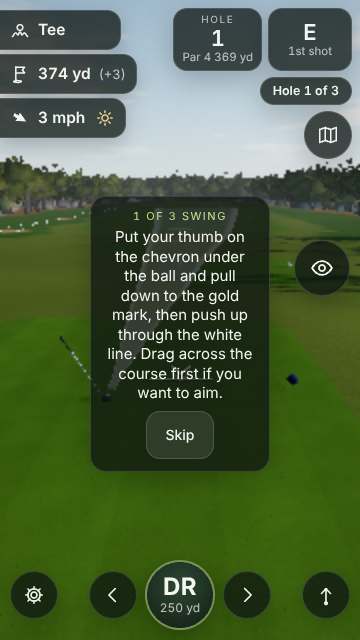 Tee
374 yd (+3)
3 mph
HOLE
1
Par 4 369 yd
E
1st shot
Hole 1 of 3
1 OF 3 SWING
Put your thumb on
the chevron under
the ball and pull
down to the gold
mark, then push up
through the white
line. Drag across the
course first if you
want to aim.
Skip
DR
250 yd